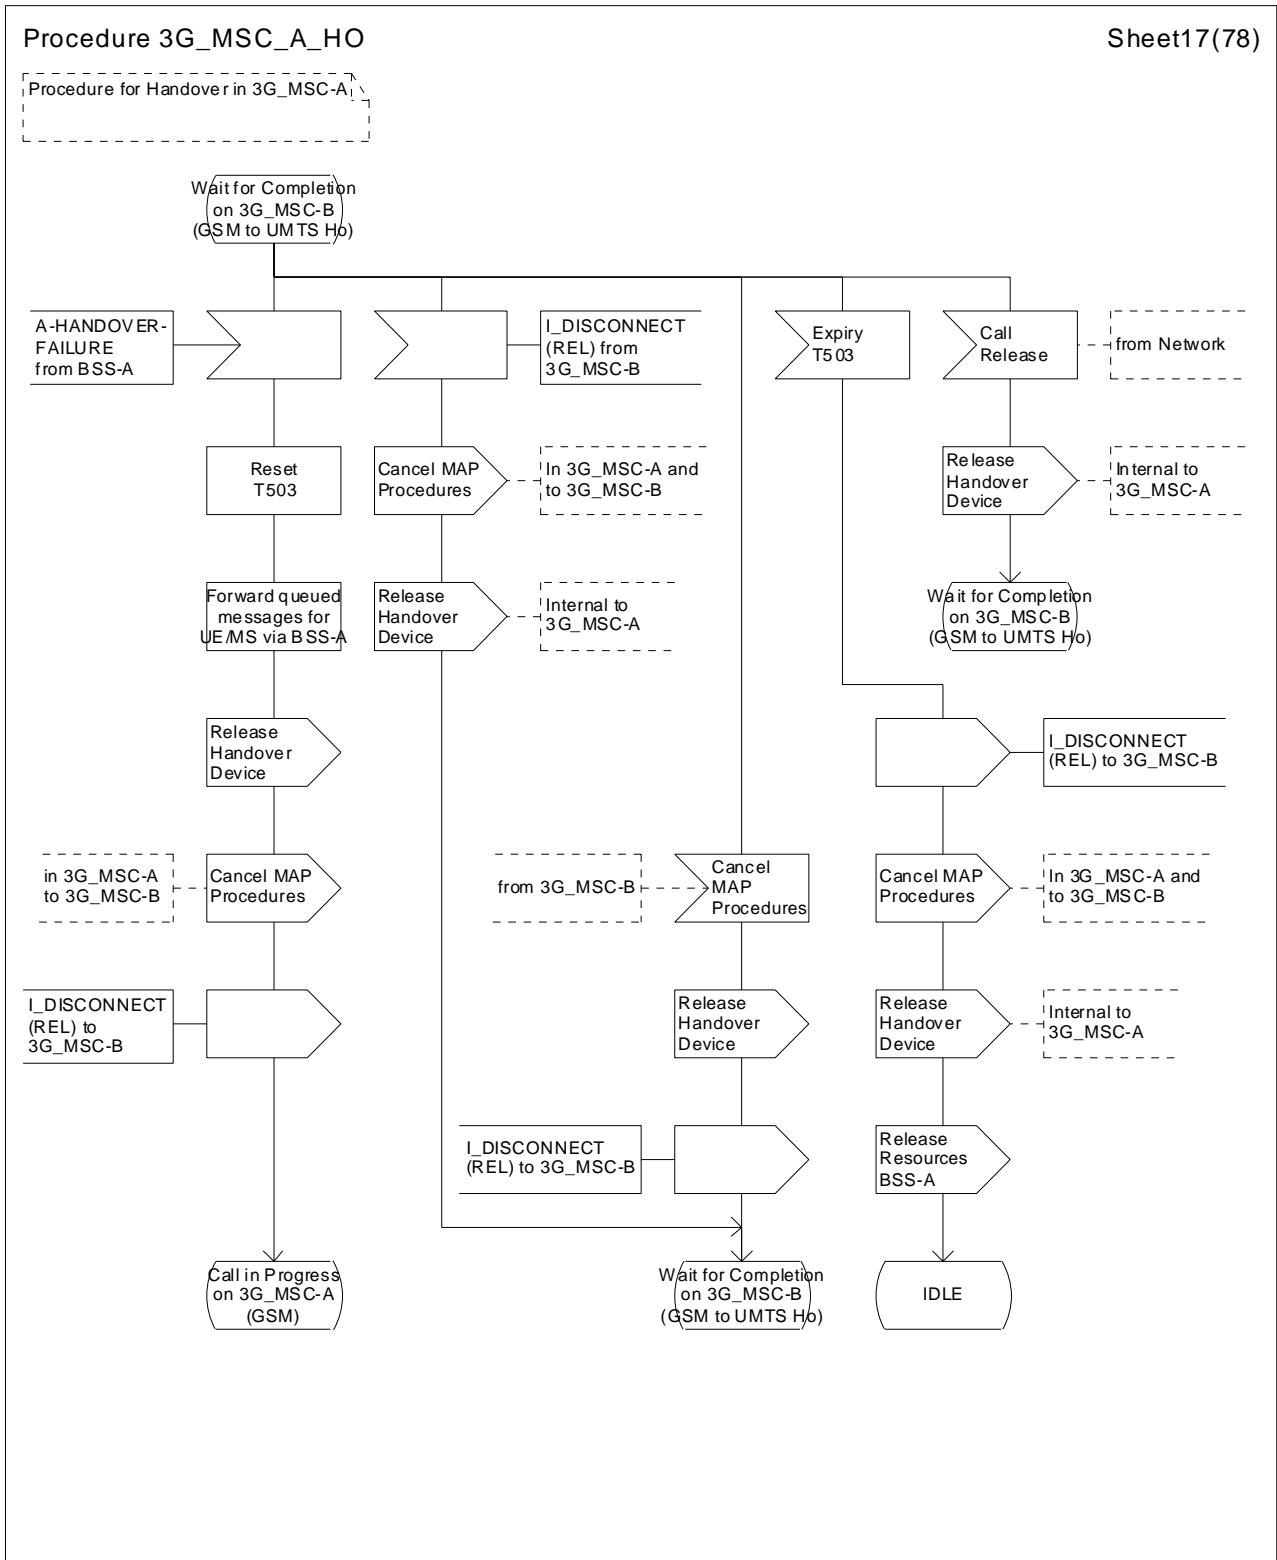 Procedure 3G_MSC_A_HO
Sheet17(78)
Procedure for Handover in 3G_MSC-A
Wait for Completion
on 3G_MSC-B
(GSM to UMTS Ho)
A-HANDOVER-
FAILURE
from BSS-A
I_DISCONNECT
(REL) from
3G_MSC-B
Expiry
T503
Call
Release
from Network
Reset
T503
Cancel MAP
Procedures
In 3G_MSC-A and
to 3G_MSC-B
Release
Handover
Device
Internal to
3G_MSC-A
Forward queued
messages for
UE/MS via BSS-A
Release
Handover
Device
Internal to
3G_MSC-A
Wait for Completion
on 3G_MSC-B
(GSM to UMTS Ho)
Release
Handover
Device
I_DISCONNECT
(REL) to 3G_MSC-B
in 3G_MSC-A
to 3G_MSC-B
Cancel MAP
Procedures
from 3G_MSC-B
Cancel
MAP
Procedures
Cancel MAP
Procedures
In 3G_MSC-A and
to 3G_MSC-B
I_DISCONNECT
(REL) to
3G_MSC-B
Release
Handover
Device
Release
Handover
Device
Internal to
3G_MSC-A
I_DISCONNECT
(REL) to 3G_MSC-B
Release
Resources
BSS-A
Call in Progress
on 3G_MSC-A
(GSM)
Wait for Completion
on 3G_MSC-B
(GSM to UMTS Ho)
IDLE